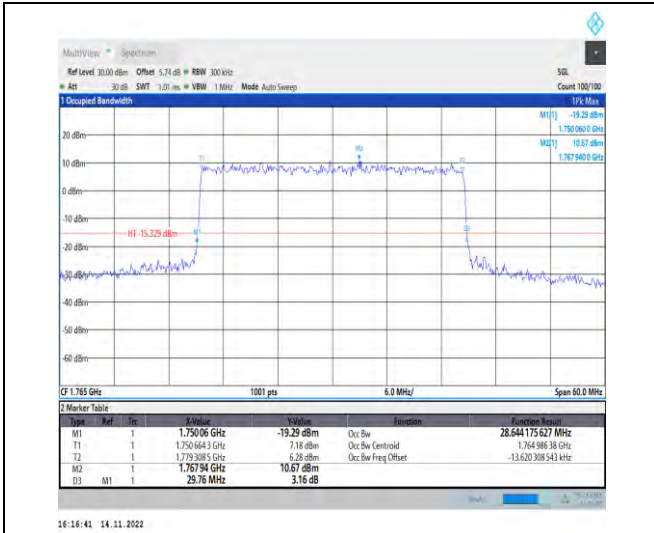 MultiView Spectrum
Ref Level 30.00 dBm Offset 5.74 dB RBW 300 kHz SGL
Att 30 dB SWT 1.01 ms VBW 1 MHz Mode Auto Sweep Count 100/100
1 Occupied Bandwidth 1Pk Max
M1[1] -19.29 dBm
1.750 060 0 GHz
M2[1] 10.67 dBm
1.767 940 0 GHz
20 dBm
M2
T1 T2
10 dBm
0 dBm
-10 dBm
H1 -15.329 dBm M1 D3
-20 dBm
-30 dBm
-40 dBm
-50 dBm
-60 dBm
CF 1.765 GHz 1001 pts 6.0 MHz/ Span 60.0 MHz
2 Marker Table
Type Ref Trc X-Value Y-Value Function Function Result
M1 1 1.75006 GHz -19.29 dBm Occ Bw 28.644 175 627 MHz
T1 1 1.750 664 3 GHz 7.18 dBm Occ Bw Centroid 1.764 986 38 GHz
T2 1 1.779 308 5 GHz 6.28 dBm Occ Bw Freq Offset -13.620 308 543 kHz
M2 1 1.76794 GHz 10.67 dBm
D3 M1 1 29.76 MHz 3.16 dB
16:16:41 14.11.2022